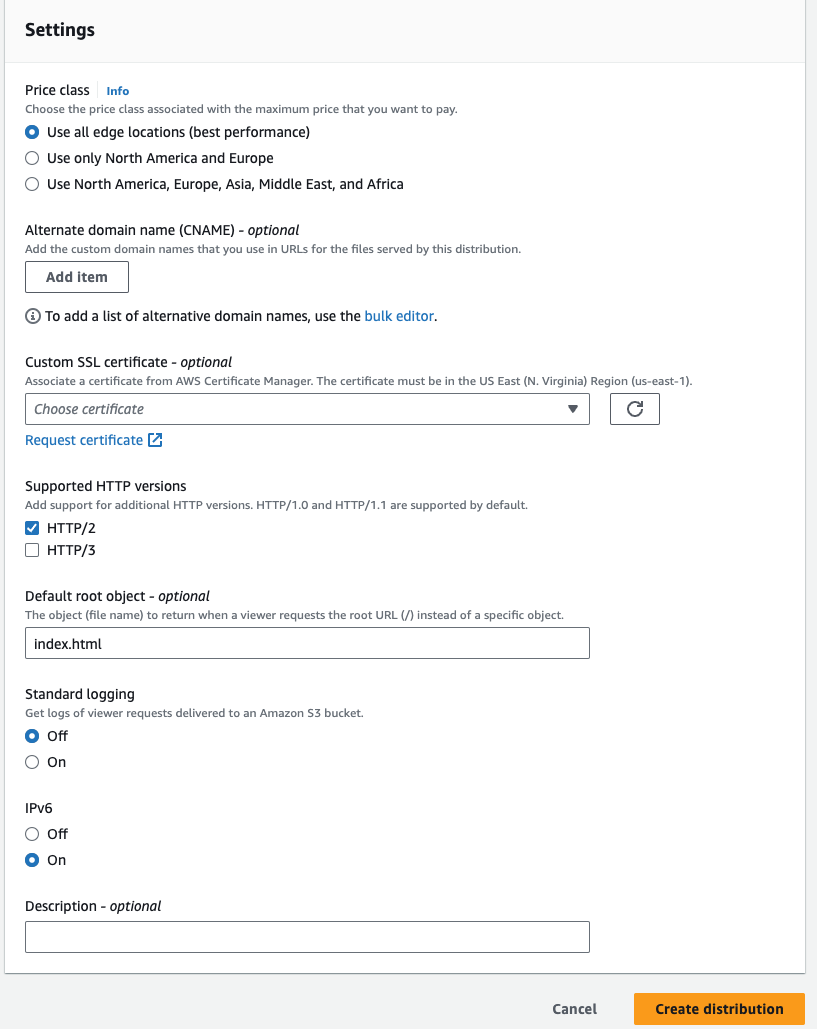 Settings
Price class Info
Choose the price class associated with the maximum price that you want to pay.
Use all edge locations (best performance)
Use only North America and Europe
Use North America, Europe, Asia, Middle East, and Africa
Alternate domain name (CNAME) - optional
Add the custom domain names that you use in URLs for the files served by this distribution.
Add item
To add a list of alternative domain names, use the bulk editor.
Custom SSL certificate - optional
Associate a certificate from AWS Certificate Manager. The certificate must be in the US East (N. Virginia) Region (us-east-1).
Choose certificate
Request certificate
Supported HTTP versions
Add support for additional HTTP versions. HTTP/1.0 and HTTP/1.1 are supported by default.
HTTP/2
HTTP/3
Default root object - optional
The object (file name) to return when a viewer requests the root URL (/) instead of a specific object.
index.html
Standard logging
Get logs of viewer requests delivered to an Amazon S3 bucket.
Off
On
IPv6
Off
On
Description - optional
Cancel Create distribution